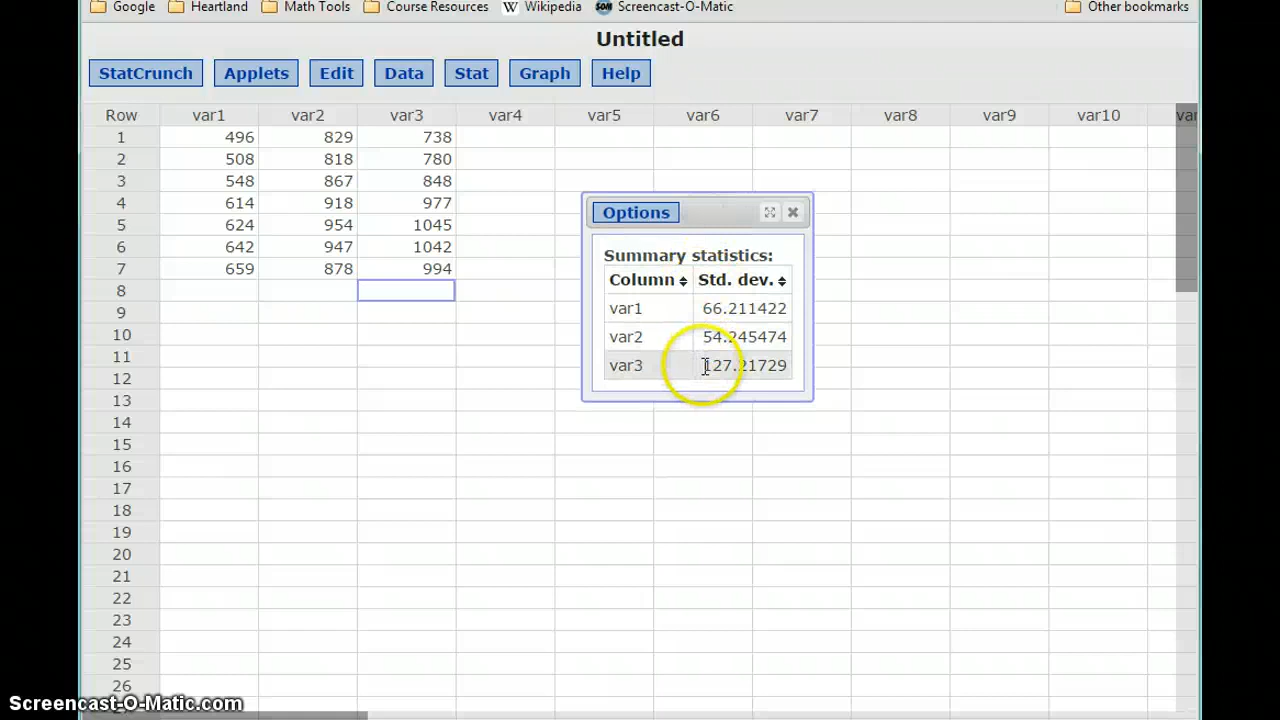 Google Heartland Math Tools Course Resources W Wikipedia SOM Screencast-O-Matic Other bookmarks
Untitled
StatCrunch Applets Edit Data Stat Graph Help
Row var1 var2 var3 var4 var5 var6 var7 var8 var9 var10 var
1 496 829 738
2 508 818 780
3 548 867 848
4 614 918 977
5 624 954 1045
6 642 947 1042
7 659 878 994
8
9
10
11
12
13
14
15
16
17
18
19
20
21
22
23
24
25
26
Options
Summary statistics:
Column Std. dev.
var1 66.211422
var2 54.245474
var3 127.21729
Screencast-O-Matic.com